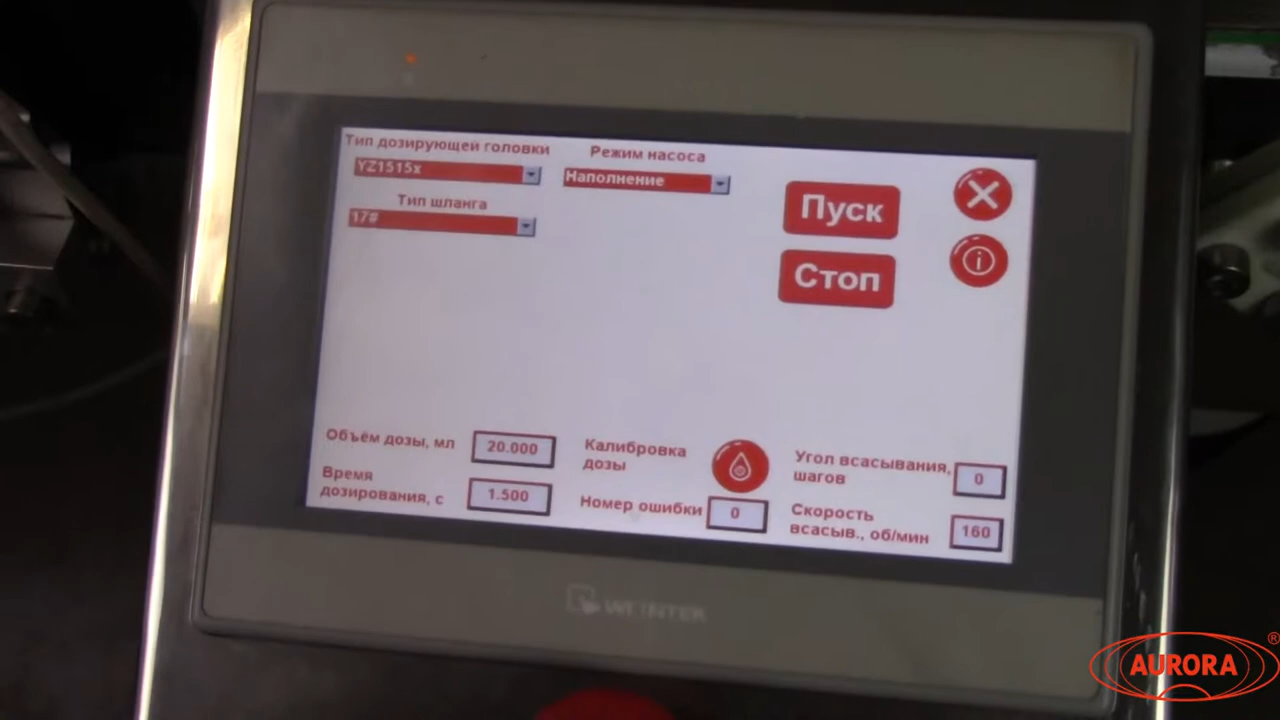 Тип дозирующей головки
YZ1515x
Режим насоса
Наполнение
Тип шланга
17#
Пуск
Стоп
Объём дозы, мл
20.000
Время
дозирования, с
1.500
Калибровка
дозы
Номер ошибки
0
Угол всасывания,
шагов
0
Скорость
всасыв., об/мин
160
WEINTEK
AURORA®